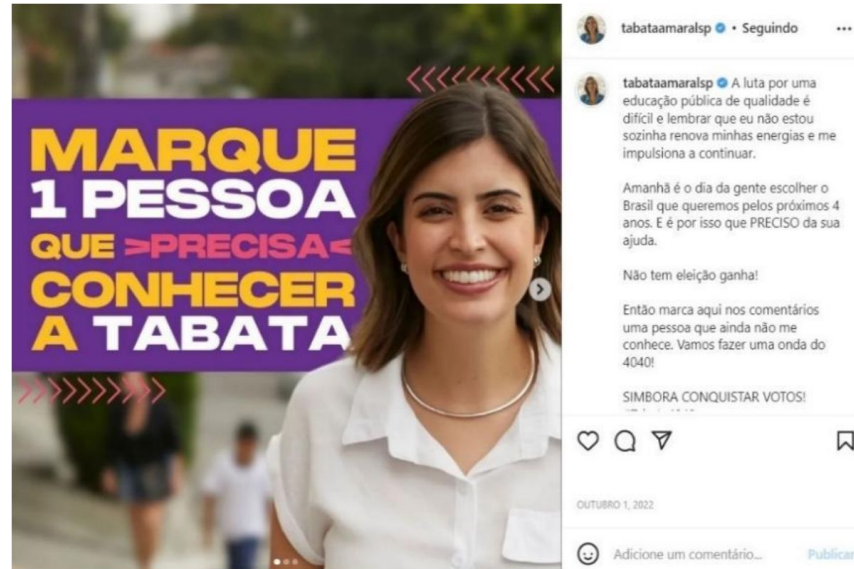 MARQUE
1 PESSOA
QUE >PRECISA<
CONHECER
A TABATA
tabataamaralsp • Seguindo
tabataamaralsp A luta por uma
educação pública de qualidade é
difícil e lembrar que eu não estou
sozinha renova minhas energias e me
impulsiona a continuar.
Amanhã é o dia da gente escolher o
Brasil que queremos pelos próximos 4
anos. E é por isso que PRECISO da sua
ajuda.
Não tem eleição ganha!
Então marca aqui nos comentários
uma pessoa que ainda não me
conhece. Vamos fazer uma onda do
4040!
SIMBORA CONQUISTAR VOTOS!
OUTUBRO 1, 2022
Adicione um comentário... Publicar